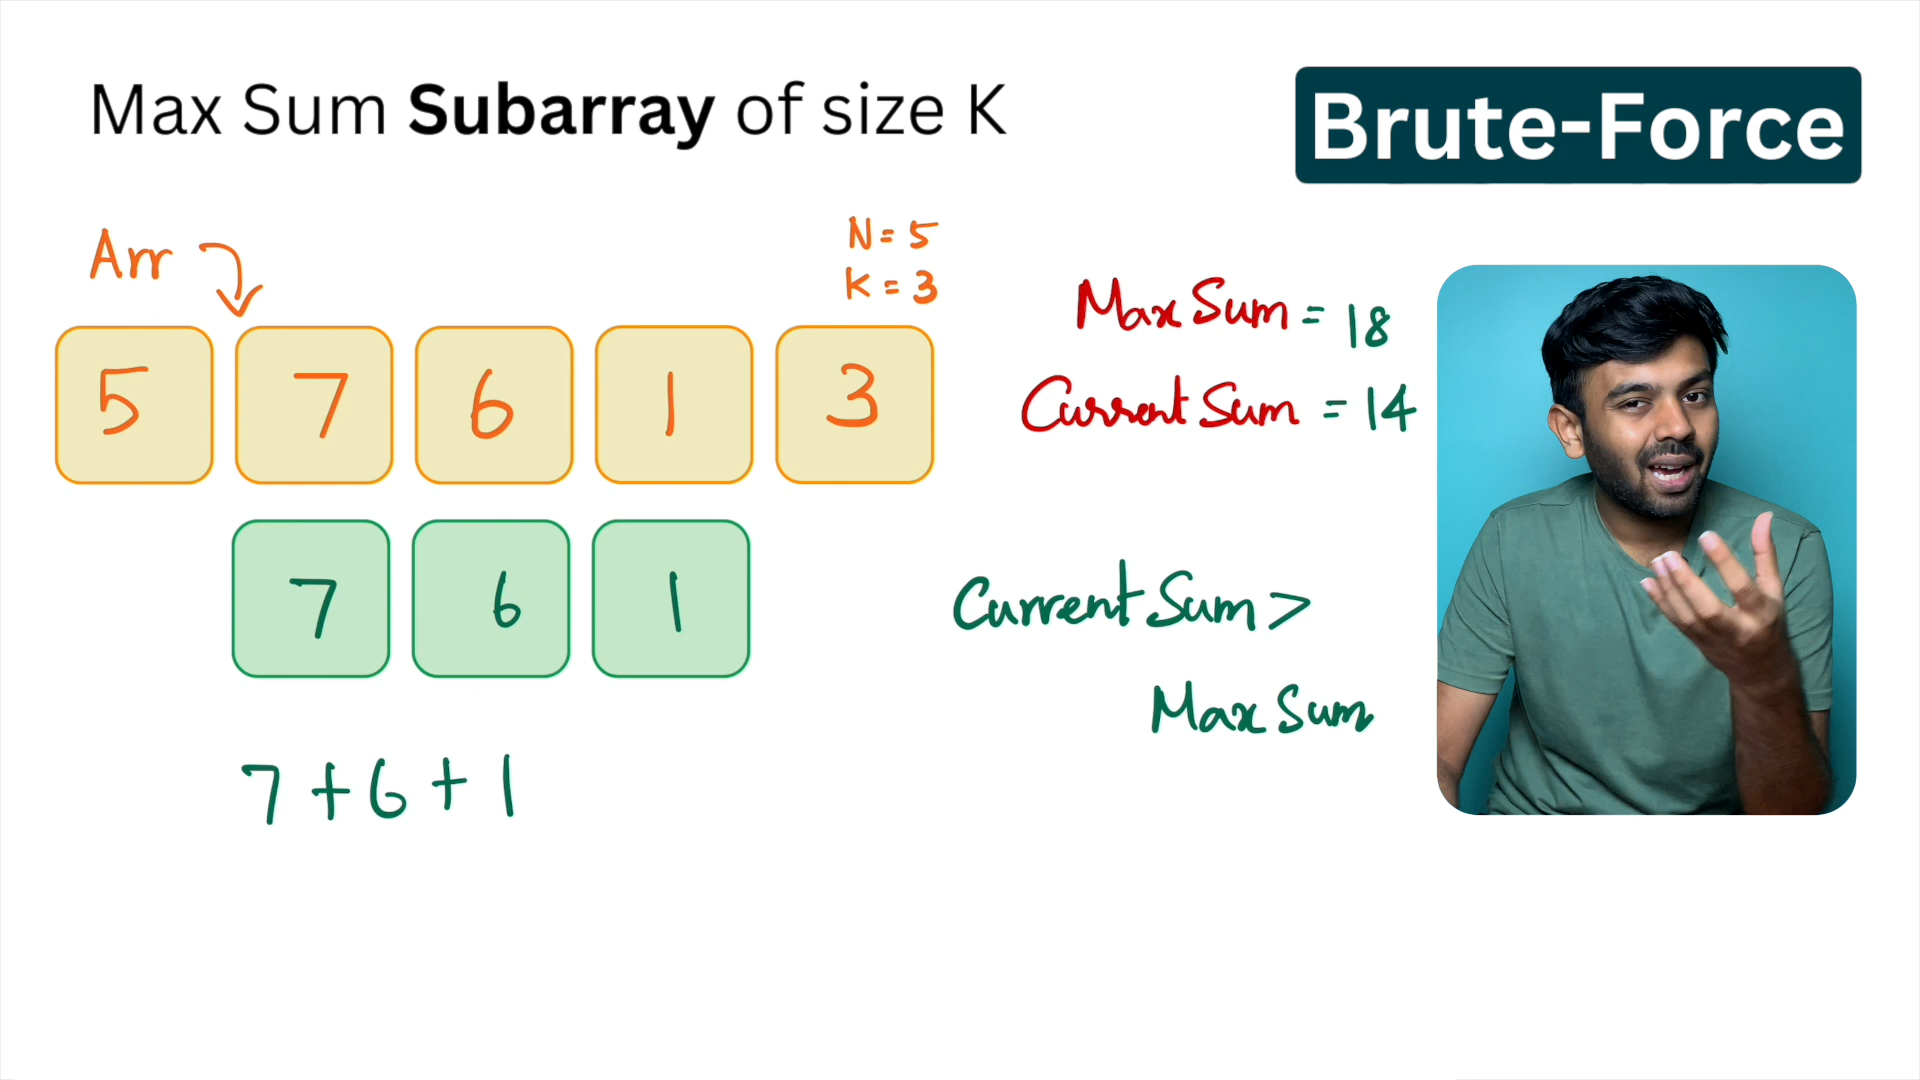 Max Sum Subarray of size K
Brute-Force
Arr
N = 5
K = 3
5 7 6 1 3
Max Sum = 18
Current Sum = 14
7 6 1
Current Sum >
Max Sum
7 + 6 + 1